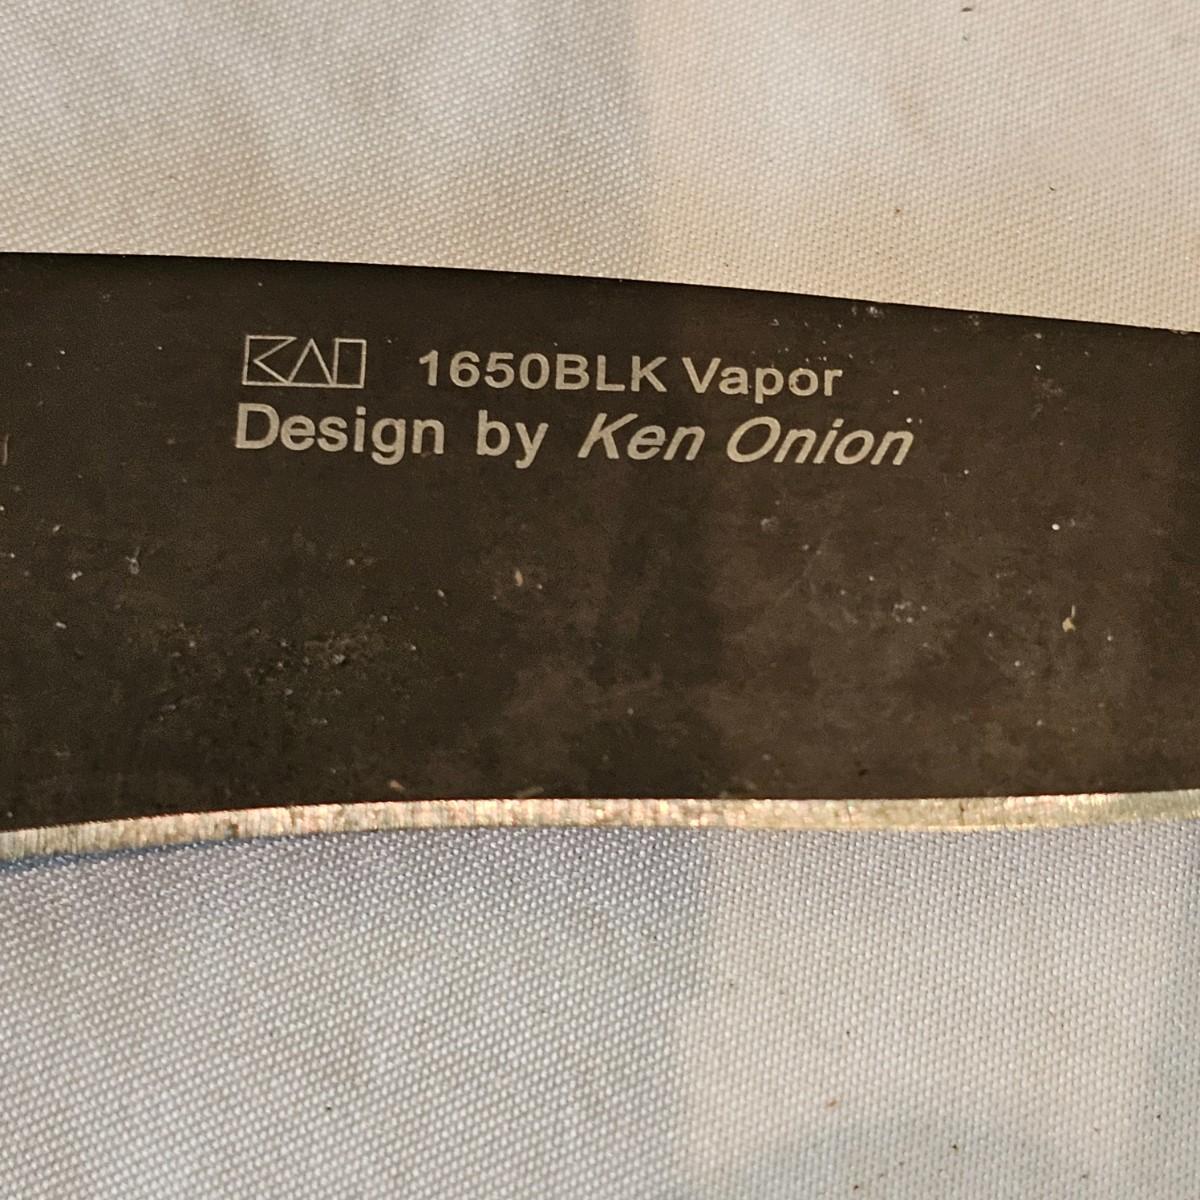 KAI 1650BLK Vapor
Design by Ken Onion